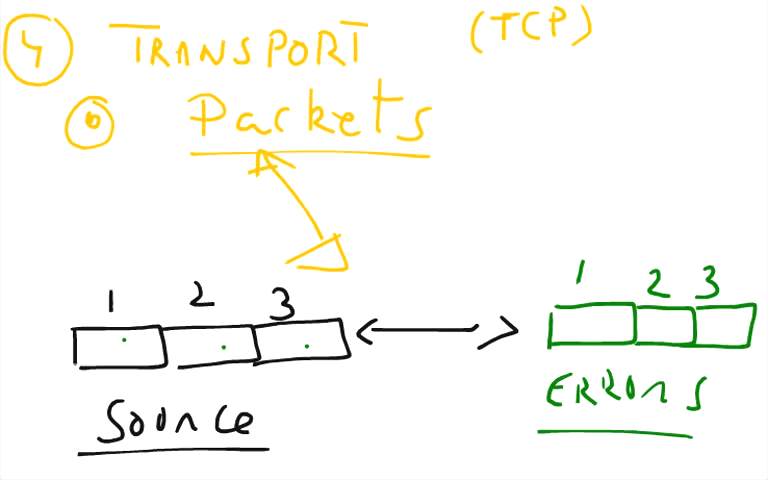 4 TRANSPORT (TCP)
Packets
1 2 3
1 2 3
Source
ERRORS